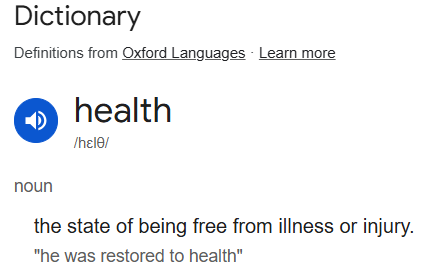 Dictionary
Definitions from Oxford Languages · Learn more
health
/hɛlθ/
noun
the state of being free from illness or injury.
"he was restored to health"